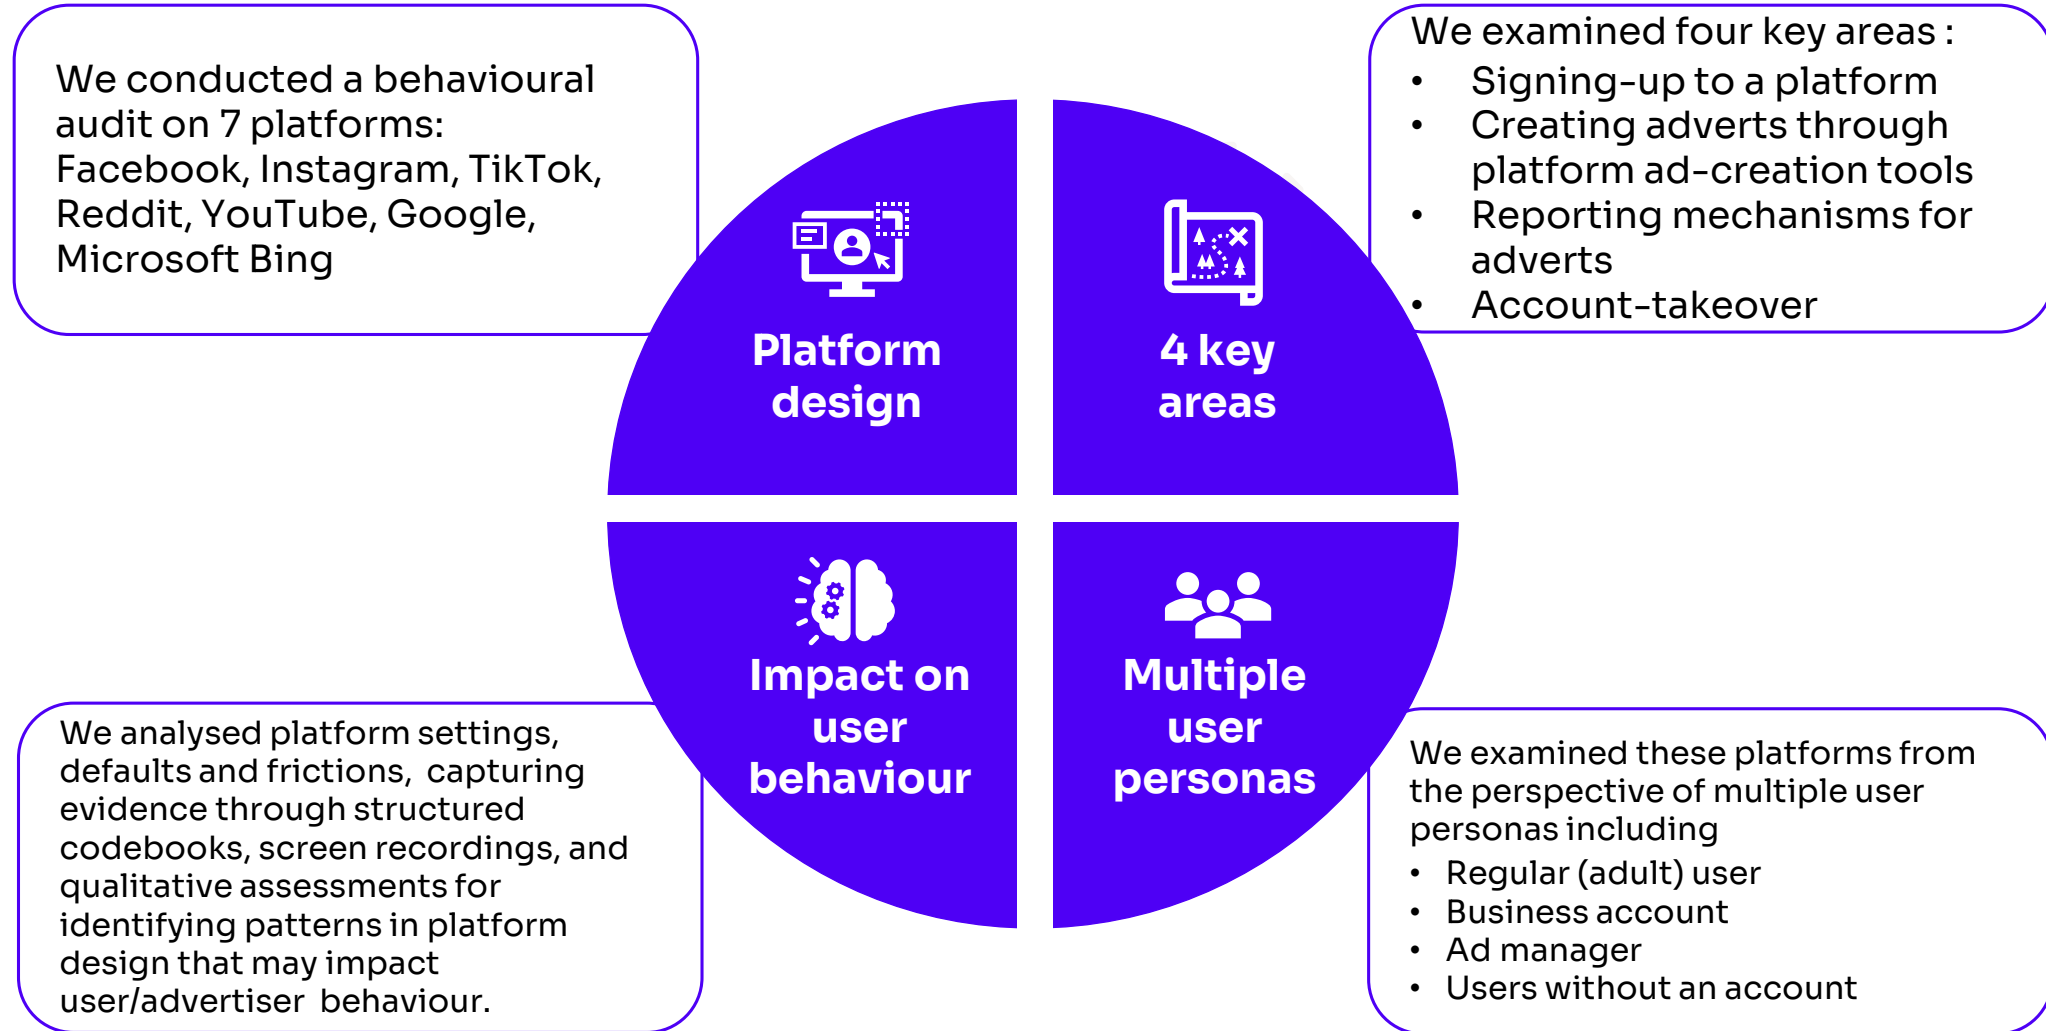 We conducted a behavioural
audit on 7 platforms:
Facebook, Instagram, TikTok,
Reddit, YouTube, Google,
Microsoft Bing
Platform
design
4 key
areas
We examined four key areas :
• Signing-up to a platform
• Creating adverts through
platform ad-creation tools
• Reporting mechanisms for
adverts
• Account-takeover
We analysed platform settings,
defaults and frictions, capturing
evidence through structured
codebooks, screen recordings, and
qualitative assessments for
identifying patterns in platform
design that may impact
user/advertiser behaviour.
Impact on
user
behaviour
Multiple
user
personas
We examined these platforms from
the perspective of multiple user
personas including
• Regular (adult) user
• Business account
• Ad manager
• Users without an account